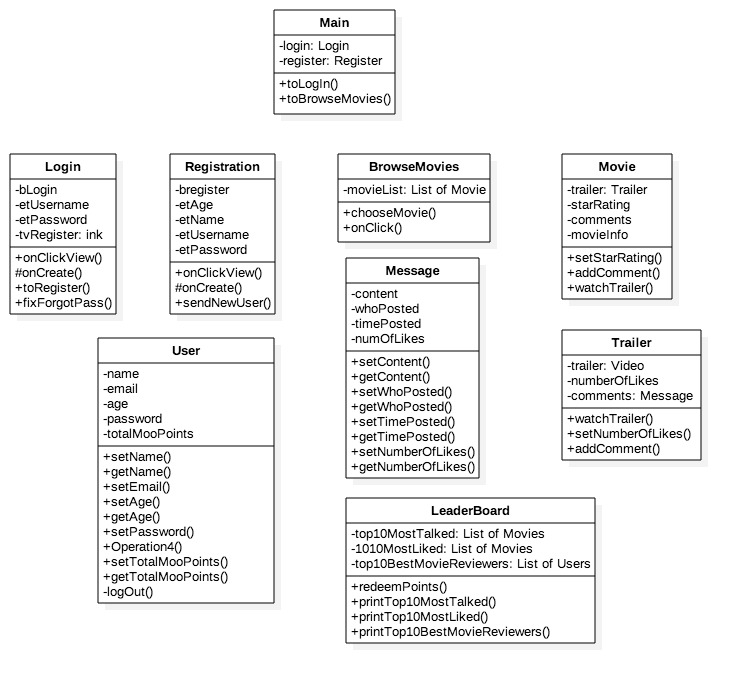 Main
-login: Login
-register: Register
+toLogIn()
+toBrowseMovies()
Login
-bLogin
-etUsername
-etPassword
-tvRegister: ink
+onClickView()
#onCreate()
+toRegister()
+fixForgotPass()
Registration
-bregister
-etAge
-etName
-etUsername
-etPassword
+onClickView()
#onCreate()
+sendNewUser()
BrowseMovies
-movieList: List of Movie
+chooseMovie()
+onClick()
Movie
-trailer: Trailer
-starRating
-comments
-movieInfo
+setStarRating()
+addComment()
+watchTrailer()
Message
-content
-whoPosted
-timePosted
-numOfLikes
+setContent()
+getContent()
+setWhoPosted()
+getWhoPosted()
+setTimePosted()
+getTimePosted()
+setNumberOfLikes()
+getNumberOfLikes()
User
-name
-email
-age
-password
-totalMooPoints
+setName()
+getName()
+setEmail()
+setAge()
+getAge()
+setPassword()
+Operation4()
+setTotalMooPoints()
+getTotalMooPoints()
-logOut()
Trailer
-trailer: Video
-numberOfLikes
-comments: Message
+watchTrailer()
+setNumberOfLikes()
+addComment()
LeaderBoard
-top10MostTalked: List of Movies
-1010MostLiked: List of Movies
-top10BestMovieReviewers: List of Users
+redeemPoints()
+printTop10MostTalked()
+printTop10MostLiked()
+printTop10BestMovieReviewers()